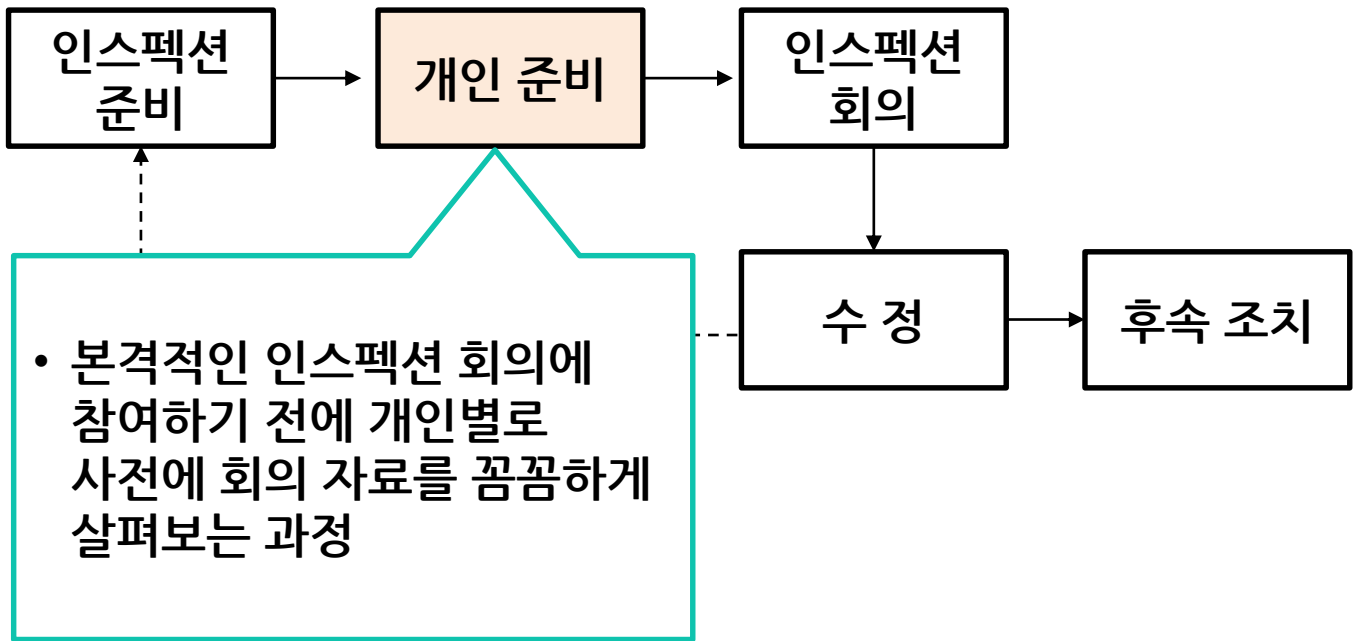 인스펙션
준비
개인 준비
인스펙션
회의
수 정
후속 조치
• 본격적인 인스펙션 회의에
참여하기 전에 개인별로
사전에 회의 자료를 꼼꼼하게
살펴보는 과정